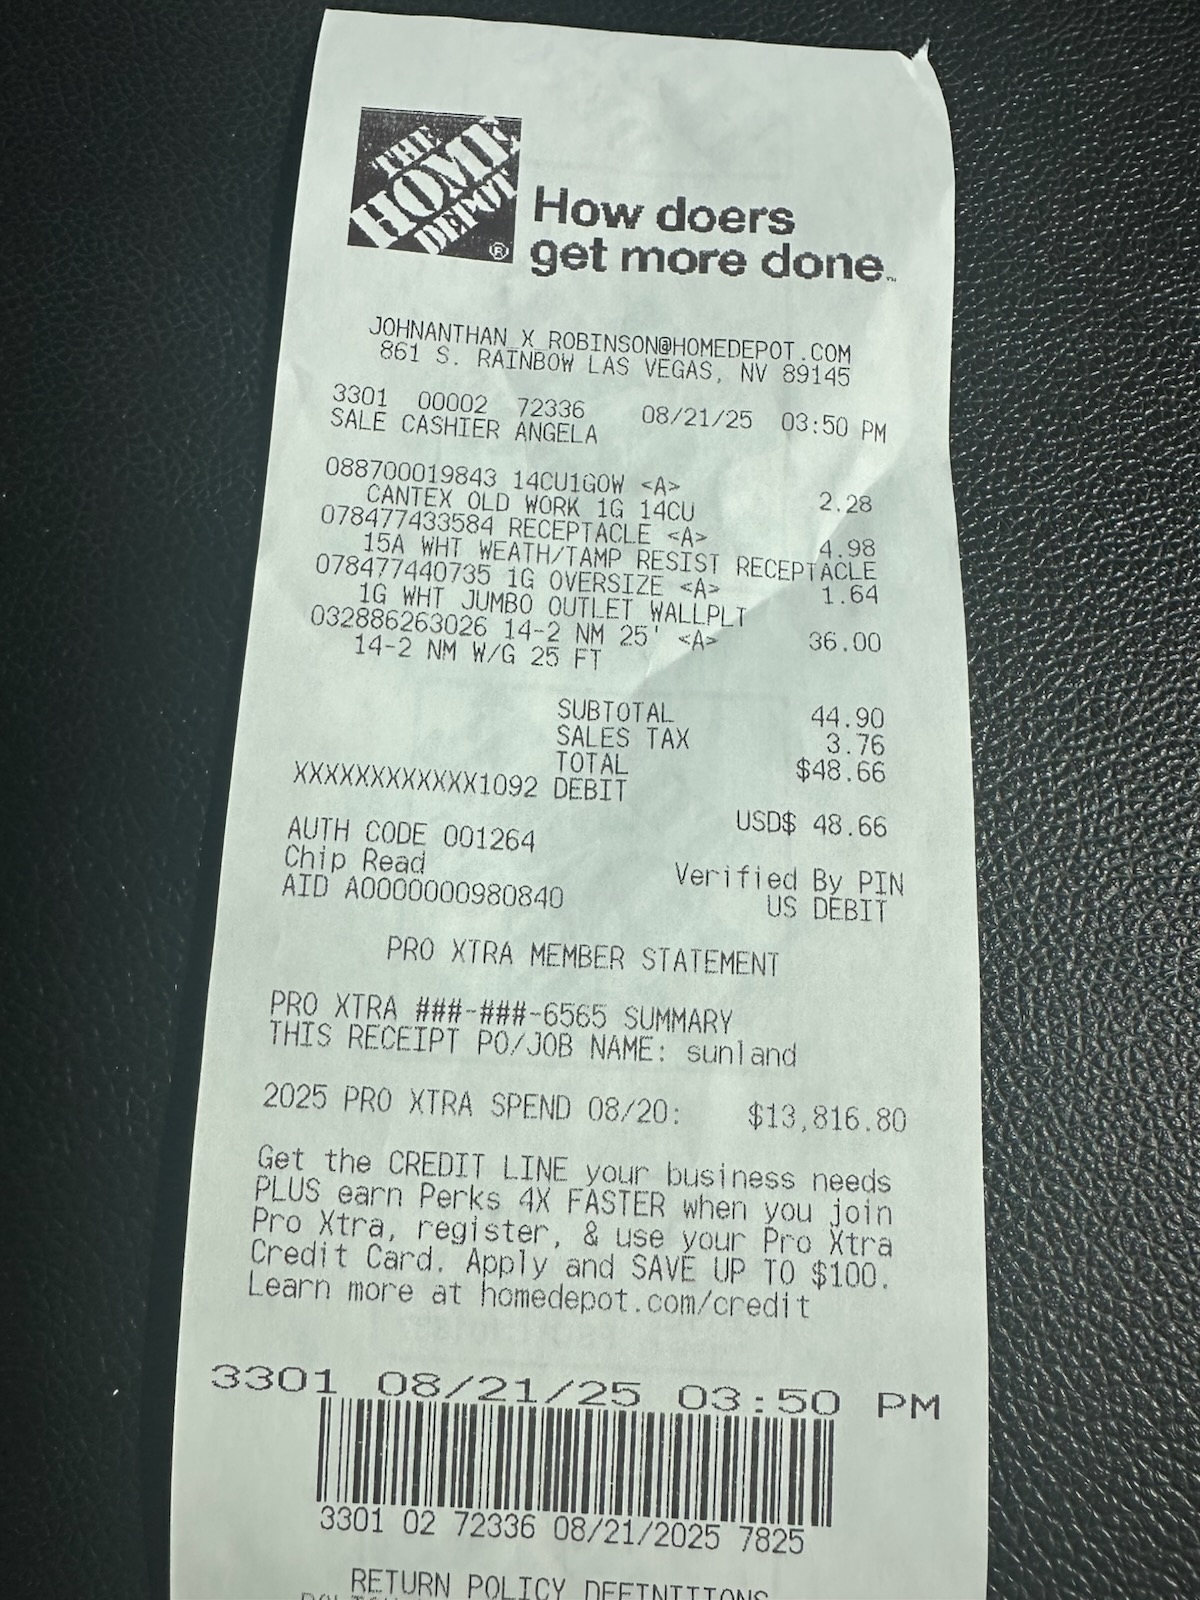 THE
HOME
DEPOT
®
How doers
get more done.™
JOHNANTHAN_X_ROBINSON@HOMEDEPOT.COM
861 S. RAINBOW LAS VEGAS, NV 89145
3301 00002 72336 08/21/25 03:50 PM
SALE CASHIER ANGELA
088700019843 14CU1GOW <A> 2.28
CANTEX OLD WORK 1G 14CU
078477433584 RECEPTACLE <A> 4.98
15A WHT WEATH/TAMP RESIST RECEPTACLE
078477440735 1G OVERSIZE <A> 1.64
1G WHT JUMBO OUTLET WALLPLT
032886263026 14-2 NM 25' <A> 36.00
14-2 NM W/G 25 FT
SUBTOTAL 44.90
SALES TAX 3.76
TOTAL $48.66
XXXXXXXXXXXX1092 DEBIT
USD$ 48.66
AUTH CODE 001264
Chip Read Verified By PIN
AID A0000000980840 US DEBIT
PRO XTRA MEMBER STATEMENT
PRO XTRA ###-###-6565 SUMMARY
THIS RECEIPT PO/JOB NAME: sunland
2025 PRO XTRA SPEND 08/20: $13,816.80
Get the CREDIT LINE your business needs
PLUS earn Perks 4X FASTER when you join
Pro Xtra, register, & use your Pro Xtra
Credit Card. Apply and SAVE UP TO $100.
Learn more at homedepot.com/credit
3301 08/21/25 03:50 PM
3301 02 72336 08/21/2025 7825
RETURN POLICY DEFINITIONS